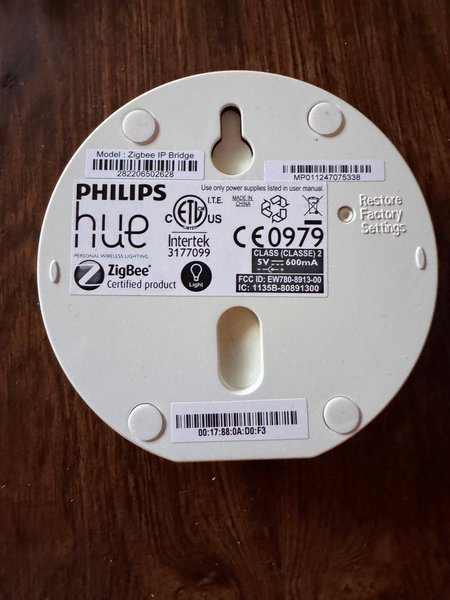 Model : Zigbee IP Bridge
282206502628
MP011247075338
PHILIPS
hue
PERSONAL WIRELESS LIGHTING
Use only power supplies listed in user manual.
C ETL US
I.T.E.
Intertek
3177099
MADE IN
CHINA
CE0979
CLASS (CLASSE) 2
5V 600mA
FCC ID: EW780-8913-00
IC: 1135B-80891300
Z ZigBee®
Certified product
Light
Restore
Factory
Settings
00:17:88:0A:D0:F3